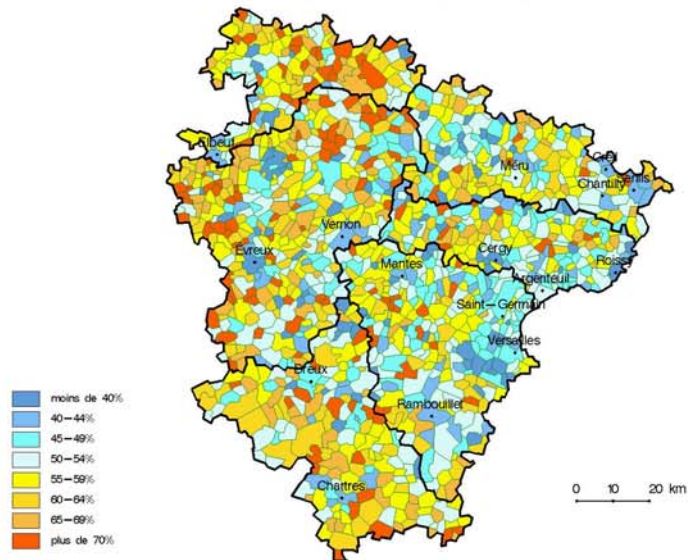 Elbeuf
Creil
Méru
Senlis
Chantilly
Vernon
Évreux
Cergy
Roissy
Mantes
Argenteuil
Saint-Germain
Versailles
Dreux
Rambouillet
Chartres
moins de 40%
40-44%
45-49%
50-54%
55-59%
60-64%
65-69%
plus de 70%
0 10 20 km